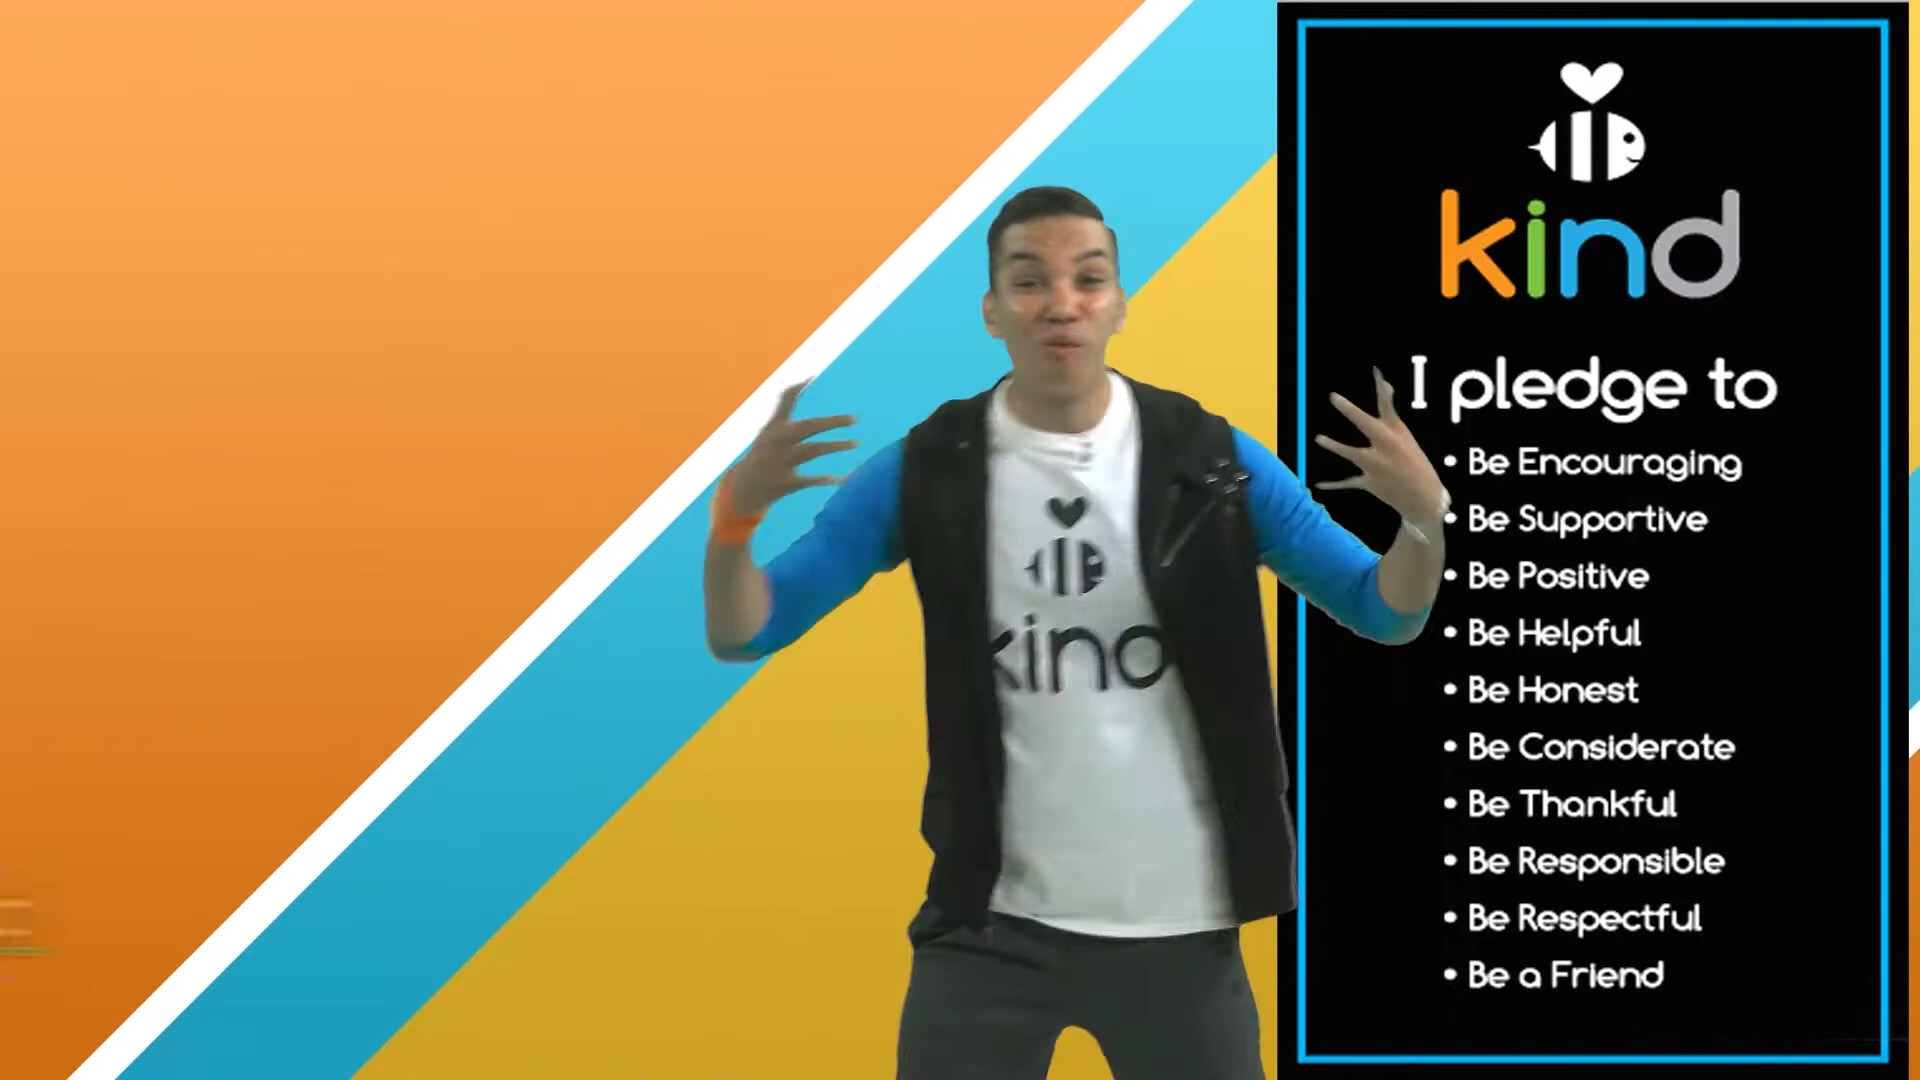 kind
I pledge to
• Be Encouraging
• Be Supportive
• Be Positive
• Be Helpful
• Be Honest
• Be Considerate
• Be Thankful
• Be Responsible
• Be Respectful
• Be a Friend
kind